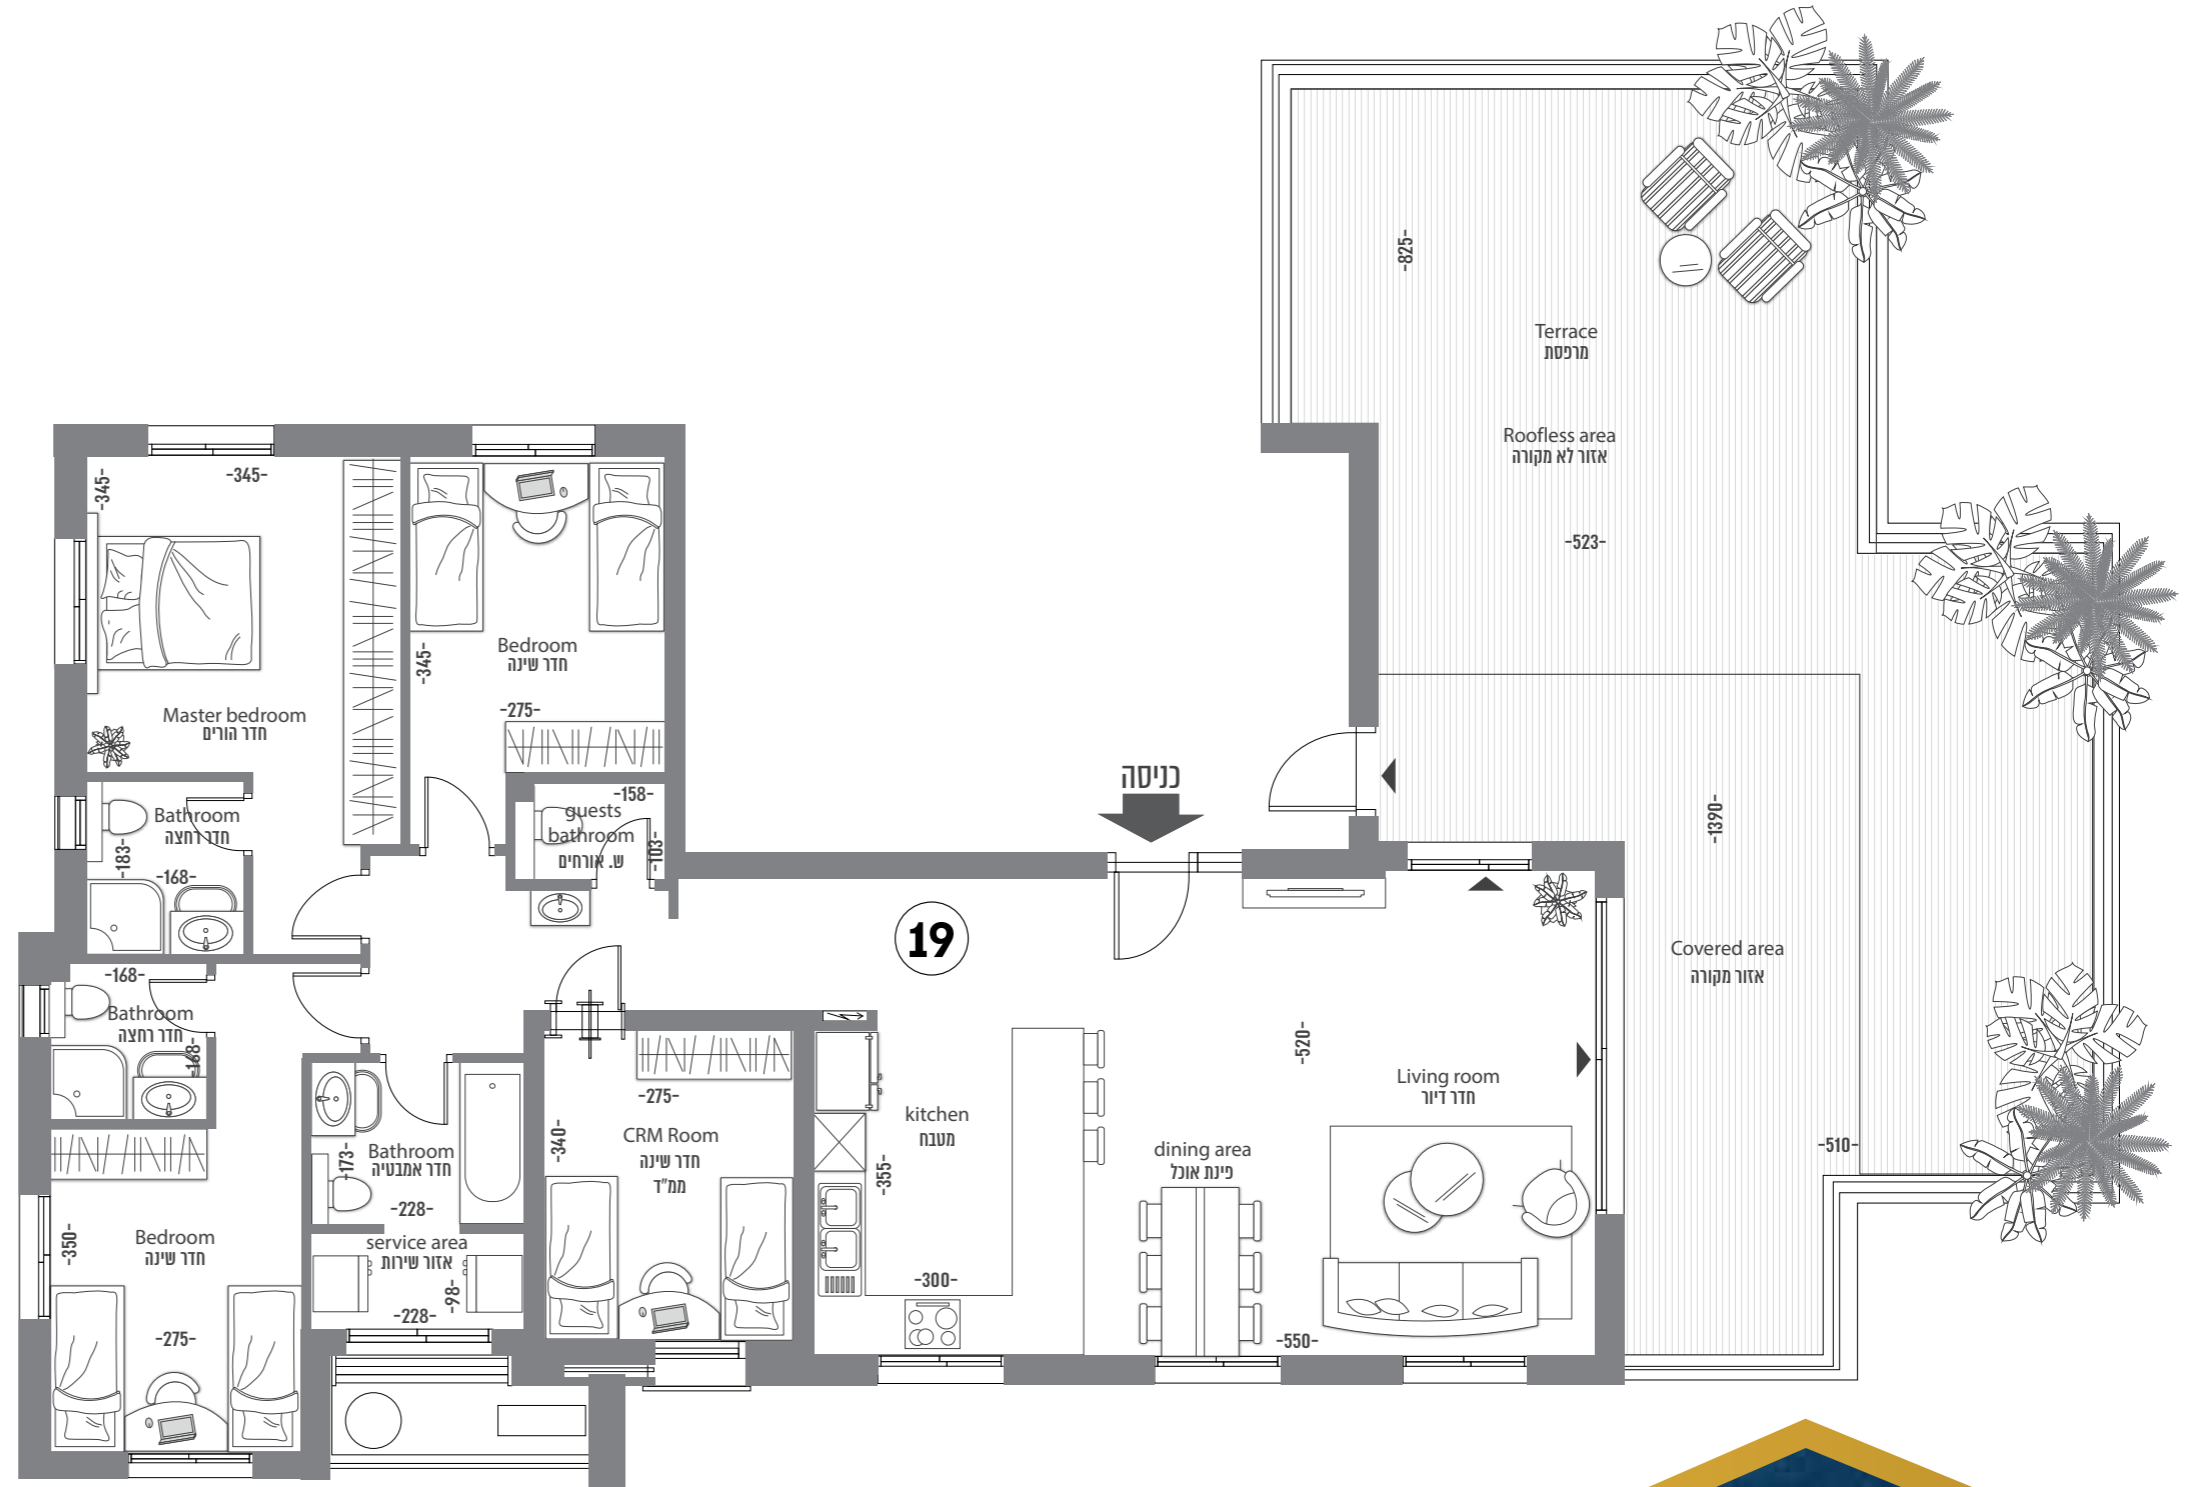 -825-
Terrace
מרפסת
Roofless area
אזור לא מקורה
-523-
-345-
-345-
Master bedroom
חדר הורים
-345-
Bedroom
חדר שינה
-275-
כניסה
-158-
guests
bathroom
ש. אורחים
-103-
Bathroom
חדר רחצה
-183-
-168-
-1390-
19
Covered area
אזור מקורה
-168-
Bathroom
חדר רחצה
-168-
-520-
Living room
חדר דיור
-275-
-340-
CRM Room
חדר שינה
ממ"ד
kitchen
מטבח
-355-
-300-
dining area
פינת אוכל
-510-
-550-
Bathroom
חדר אמבטיה
-173-
-228-
service area
אזור שירות
-98-
-228-
Bedroom
חדר שינה
-350-
-275-